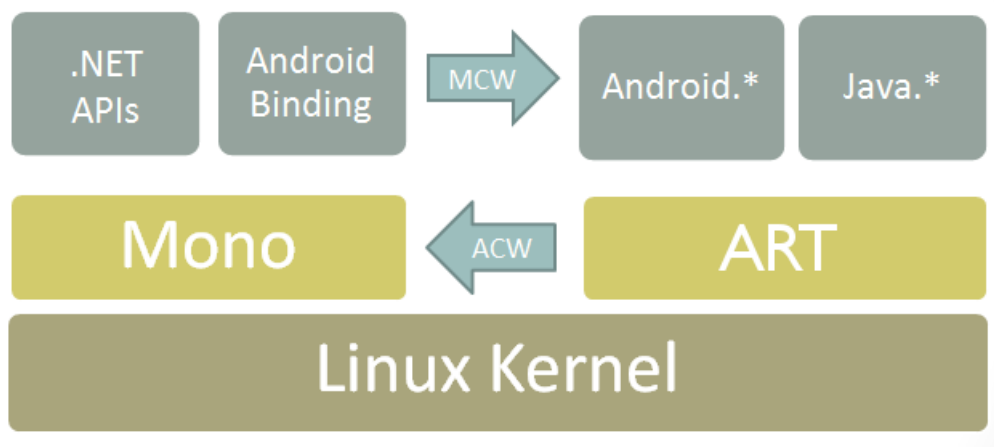 .NET
APIs
Android
Binding
MCW
Android.*
Java.*
Mono
ACW
ART
Linux Kernel